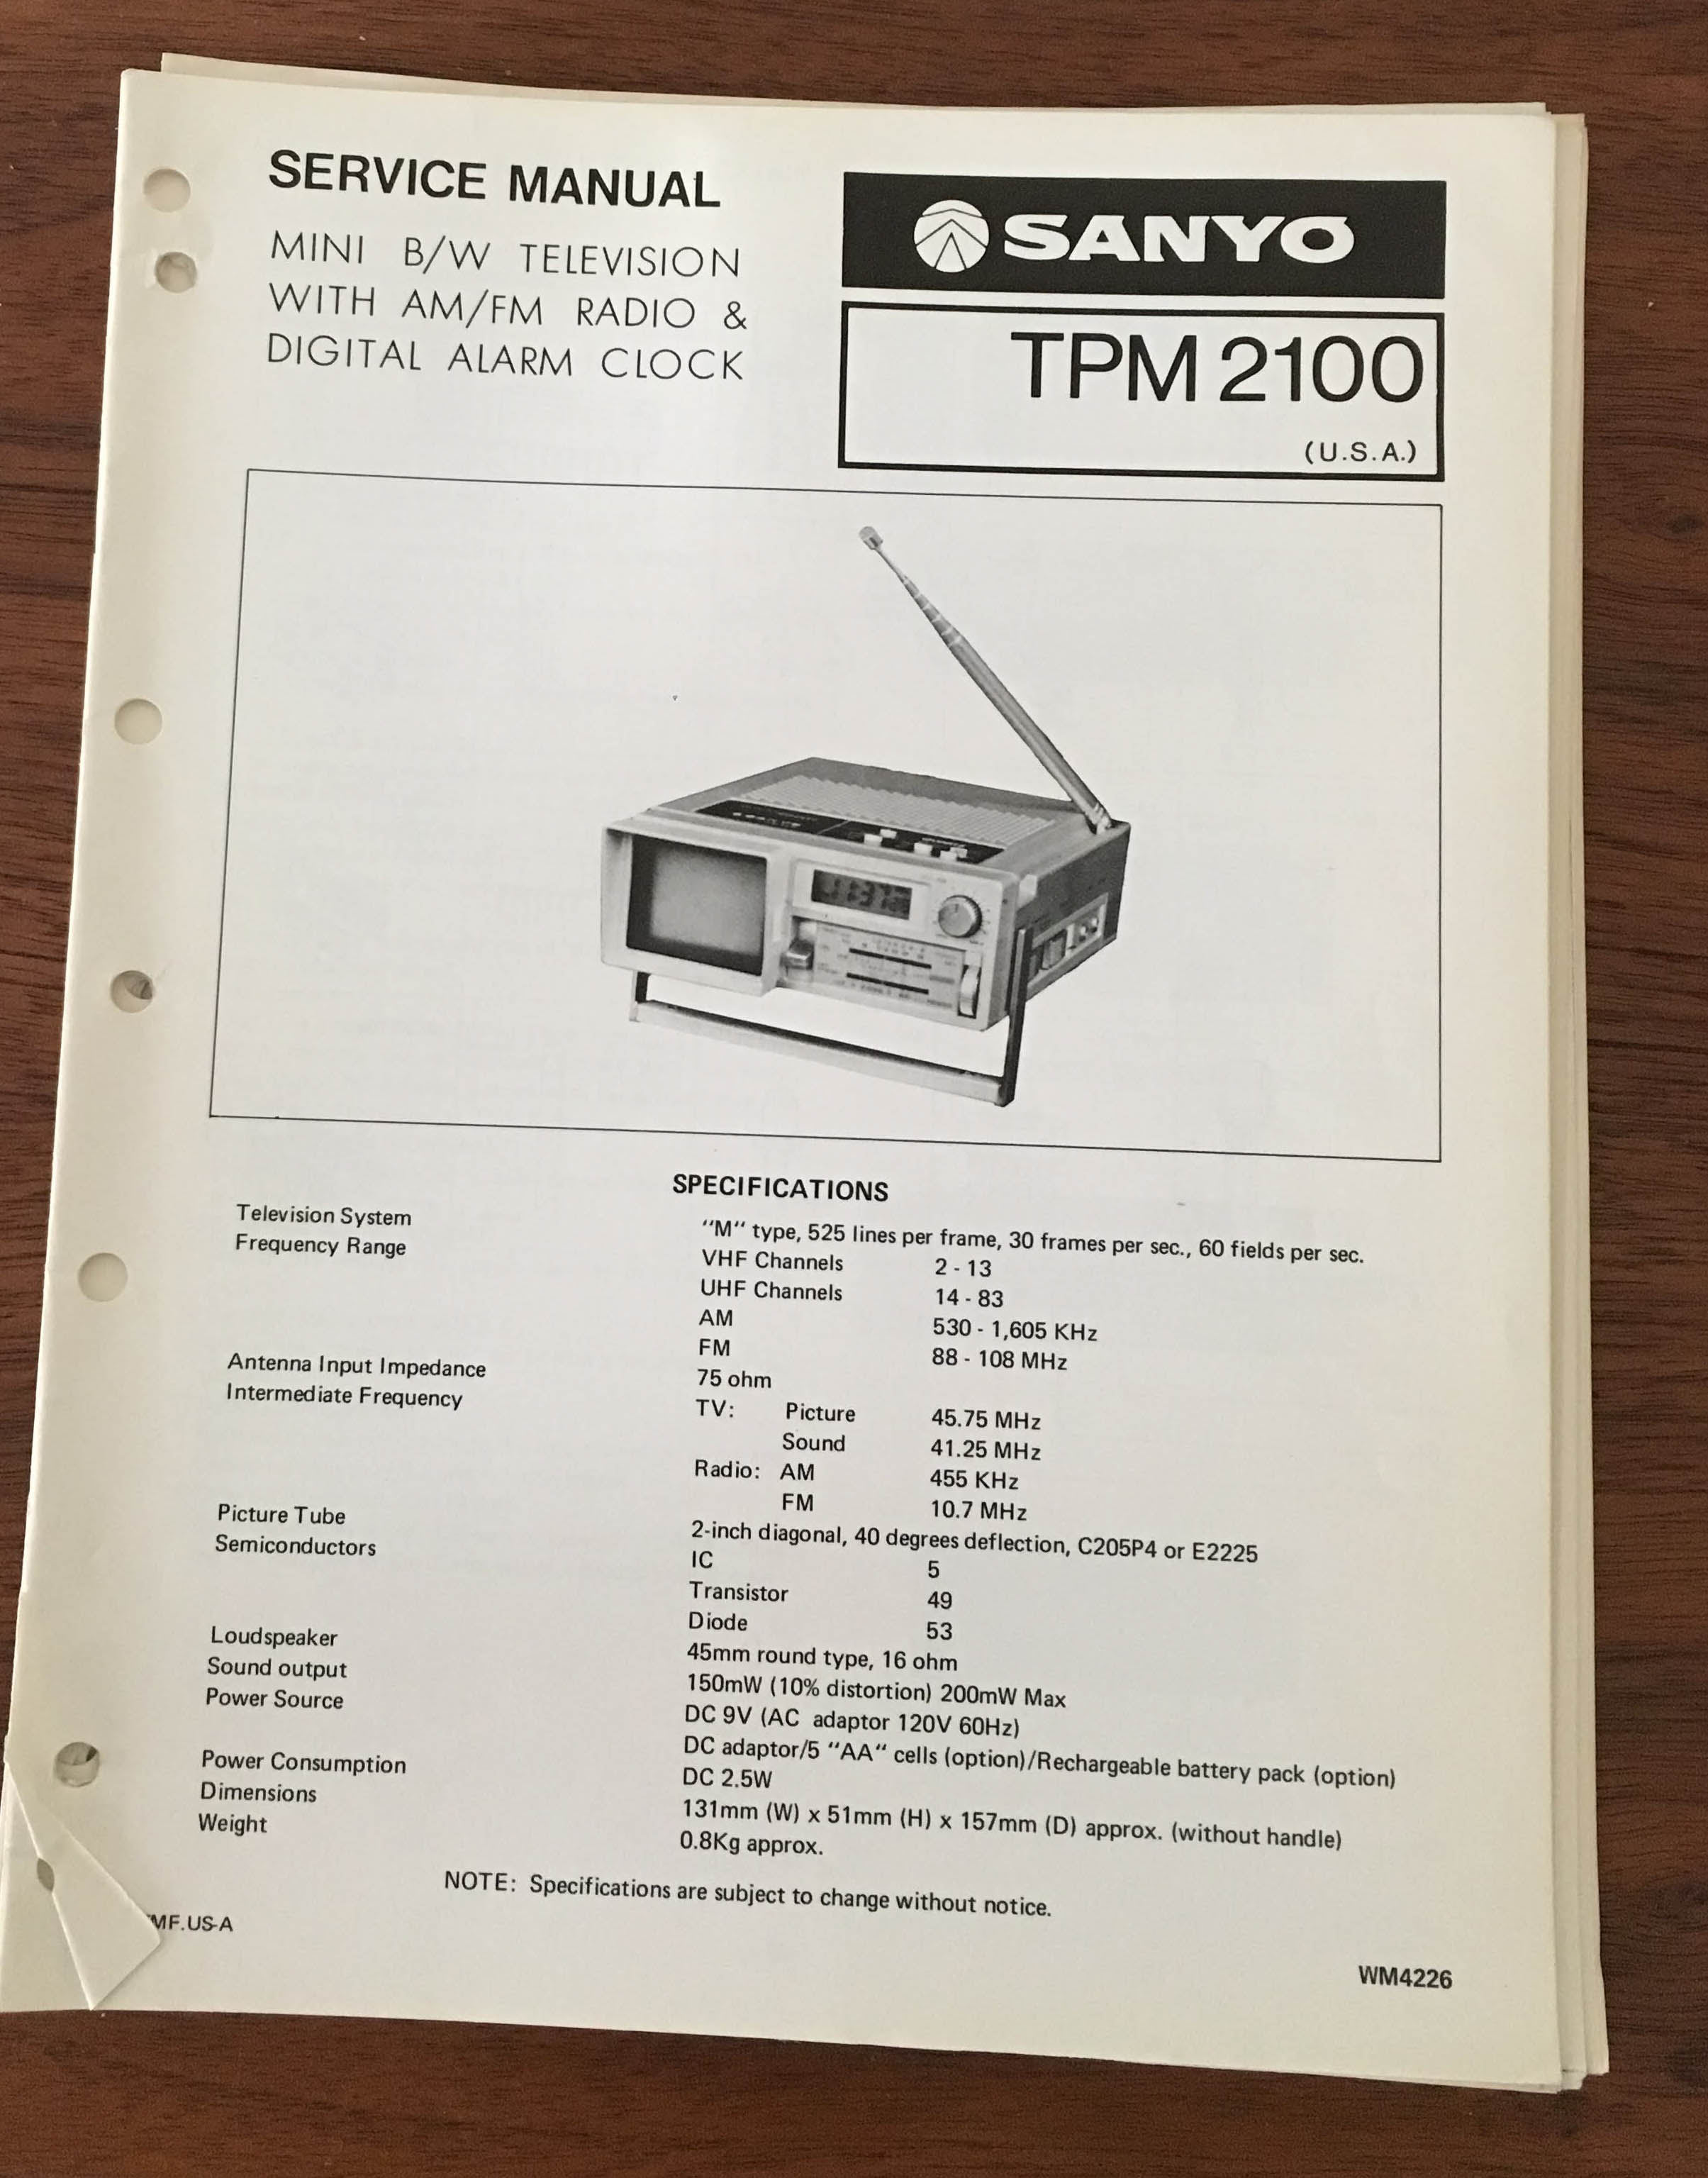 SERVICE MANUAL
MINI B/W TELEVISION
WITH AM/FM RADIO &
DIGITAL ALARM CLOCK
SANYO
TPM 2100
(U.S.A.)
SPECIFICATIONS
Television System "M" type, 525 lines per frame, 30 frames per sec., 60 fields per sec.
Frequency Range VHF Channels 2 - 13
UHF Channels 14 - 83
AM 530 - 1,605 KHz
FM 88 - 108 MHz
Antenna Input Impedance 75 ohm
Intermediate Frequency TV: Picture 45.75 MHz
Sound 41.25 MHz
Radio: AM 455 KHz
FM 10.7 MHz
Picture Tube 2-inch diagonal, 40 degrees deflection, C205P4 or E2225
Semiconductors IC 5
Transistor 49
Diode 53
Loudspeaker 45mm round type, 16 ohm
Sound output 150mW (10% distortion) 200mW Max
Power Source DC 9V (AC adaptor 120V 60Hz)
DC adaptor/5 "AA" cells (option)/Rechargeable battery pack (option)
Power Consumption DC 2.5W
Dimensions 131mm (W) x 51mm (H) x 157mm (D) approx. (without handle)
Weight 0.8Kg approx.
NOTE: Specifications are subject to change without notice.
MF.US-A
WM4226